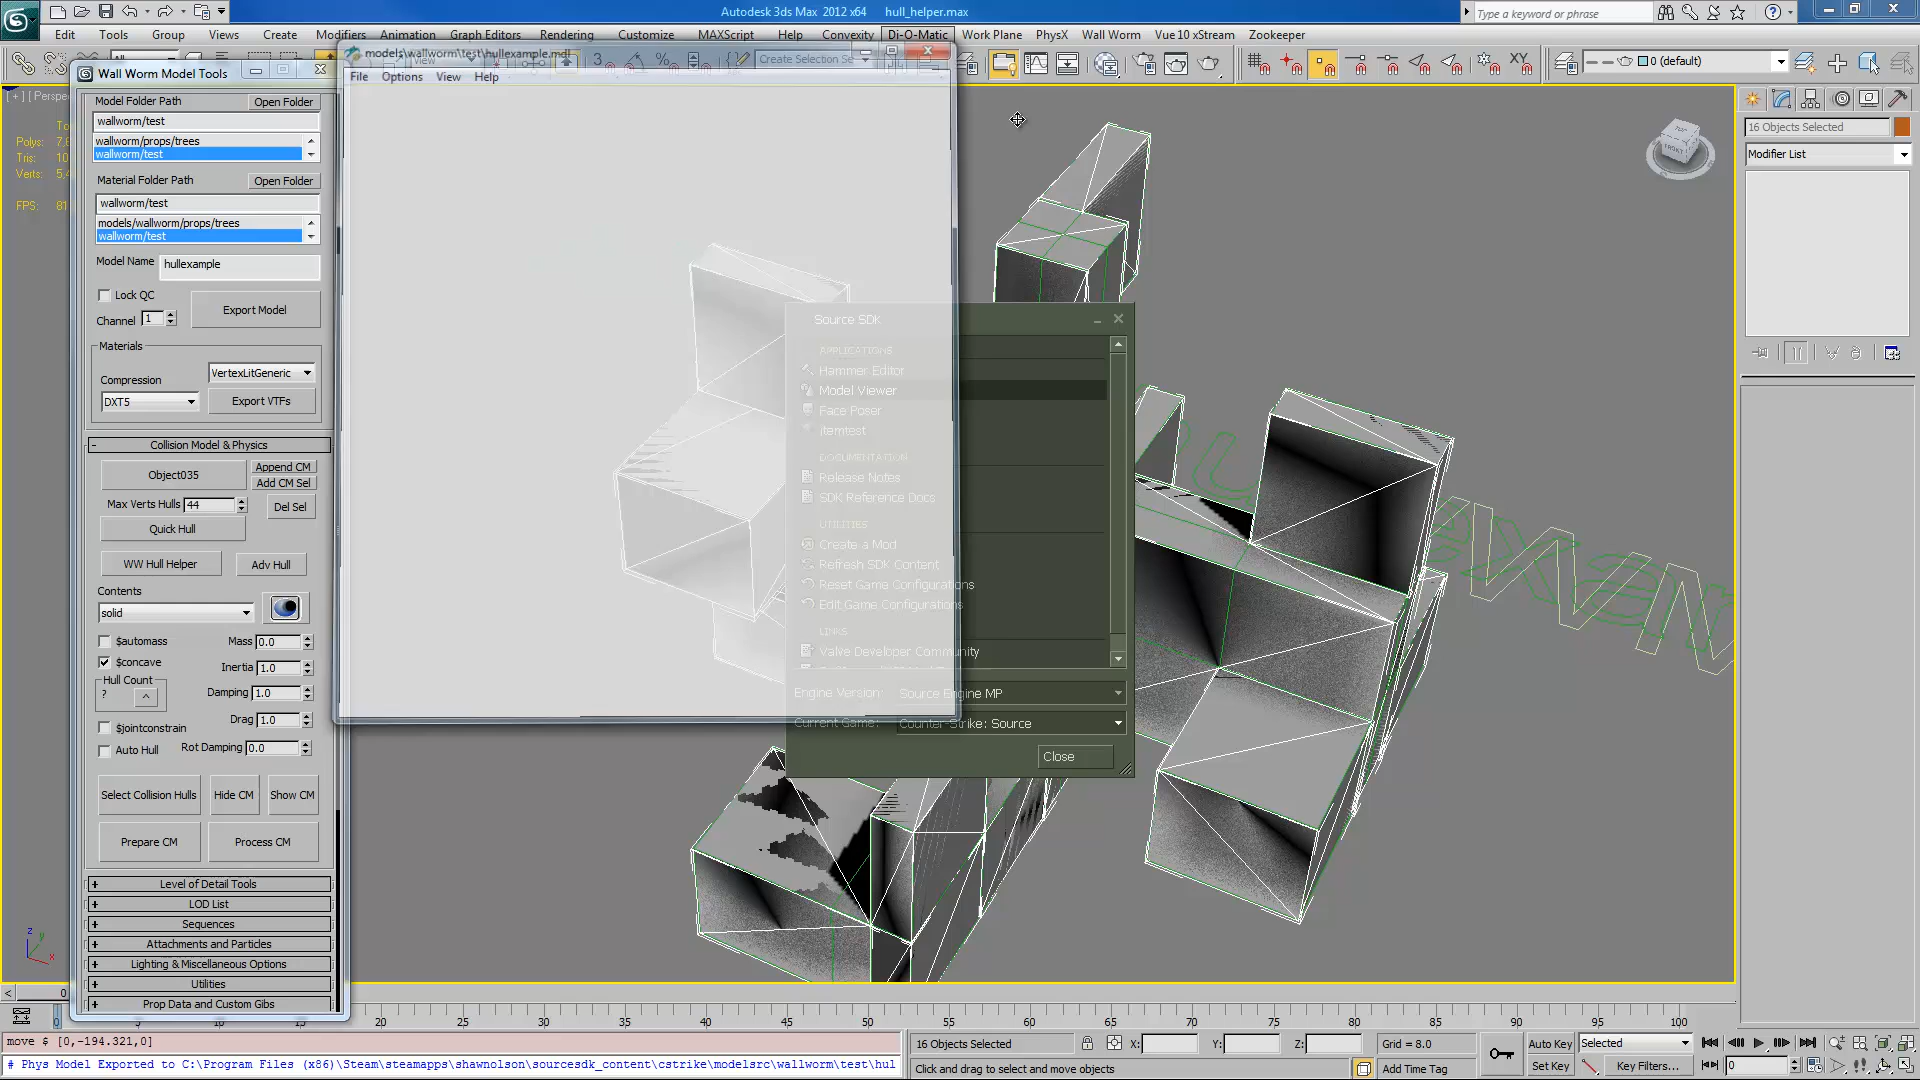 Autodesk 3ds Max 2012 x64 hull_helper.max
Type a keyword or phrase
Edit Tools Group Views Create Modifiers Animation Graph Editors Rendering Customize MAXScript Help Convexity Di-O-Matic Work Plane PhysX Wall Worm Vue 10 xStream Zookeeper
models\wallworm\test\hullexample.mdl
File Options View Help
View
Create Selection Se
0 (default)
Wall Worm Model Tools
Model Folder Path
Open Folder
wallworm/test
wallworm/props/trees
wallworm/test
Material Folder Path
Open Folder
wallworm/test
models/wallworm/props/trees
wallworm/test
Model Name
hullexample
Lock QC
Channel 1
Export Model
Materials
Compression
VertexLitGeneric
DXT5
Export VTFs
Collision Model & Physics
Object035
Append CM
Add CM Sel
Max Verts Hulls 44
Del Sel
Quick Hull
WW Hull Helper
Adv Hull
Contents
solid
$automass
Mass 0.0
$concave
Inertia 1.0
Hull Count
?
Damping 1.0
Drag 1.0
$jointconstrain
Auto Hull
Rot Damping 0.0
Select Collision Hulls
Hide CM
Show CM
Prepare CM
Process CM
Level of Detail Tools
LOD List
Sequences
Attachments and Particles
Lighting & Miscellaneous Options
Utilities
Prop Data and Custom Gibs
Polys:
Tris:
Verts:
FPS:
Source SDK
APPLICATIONS
Hammer Editor
Model Viewer
Face Poser
itemtest
DOCUMENTATION
Release Notes
SDK Reference Docs
UTILITIES
Create a Mod
Refresh SDK Content
Reset Game Configurations
Edit Game Configurations
LINKS
Valve Developer Community
Engine Version: Source Engine MP
Current Game: Counter-Strike: Source
Close
TOP
FRONT
16 Objects Selected
Modifier List
z
y
x
0
5 10 15 20 25 30 35 40 45 50 55 60 65 70 75 80 85 90 95 100
move $ [0,-194.321,0]
# Phys Model Exported to C:\Program Files (x86)\Steam\steamapps\shawnolson\sourcesdk_content\cstrike\modelsrc\wallworm\test\hul
16 Objects Selected
X:
Y:
Z:
Grid = 8.0
Auto Key
Selected
Click and drag to select and move objects
Add Time Tag
Set Key
Key Filters...
0